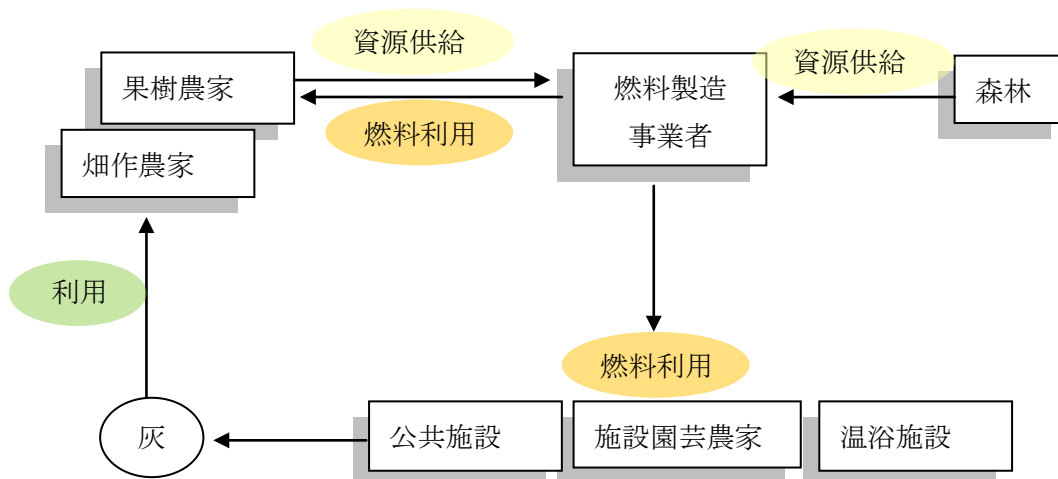 資源供給
果樹農家
燃料製造
事業者
資源供給
森林
燃料利用
畑作農家
利用
燃料利用
灰
公共施設
施設園芸農家
温浴施設